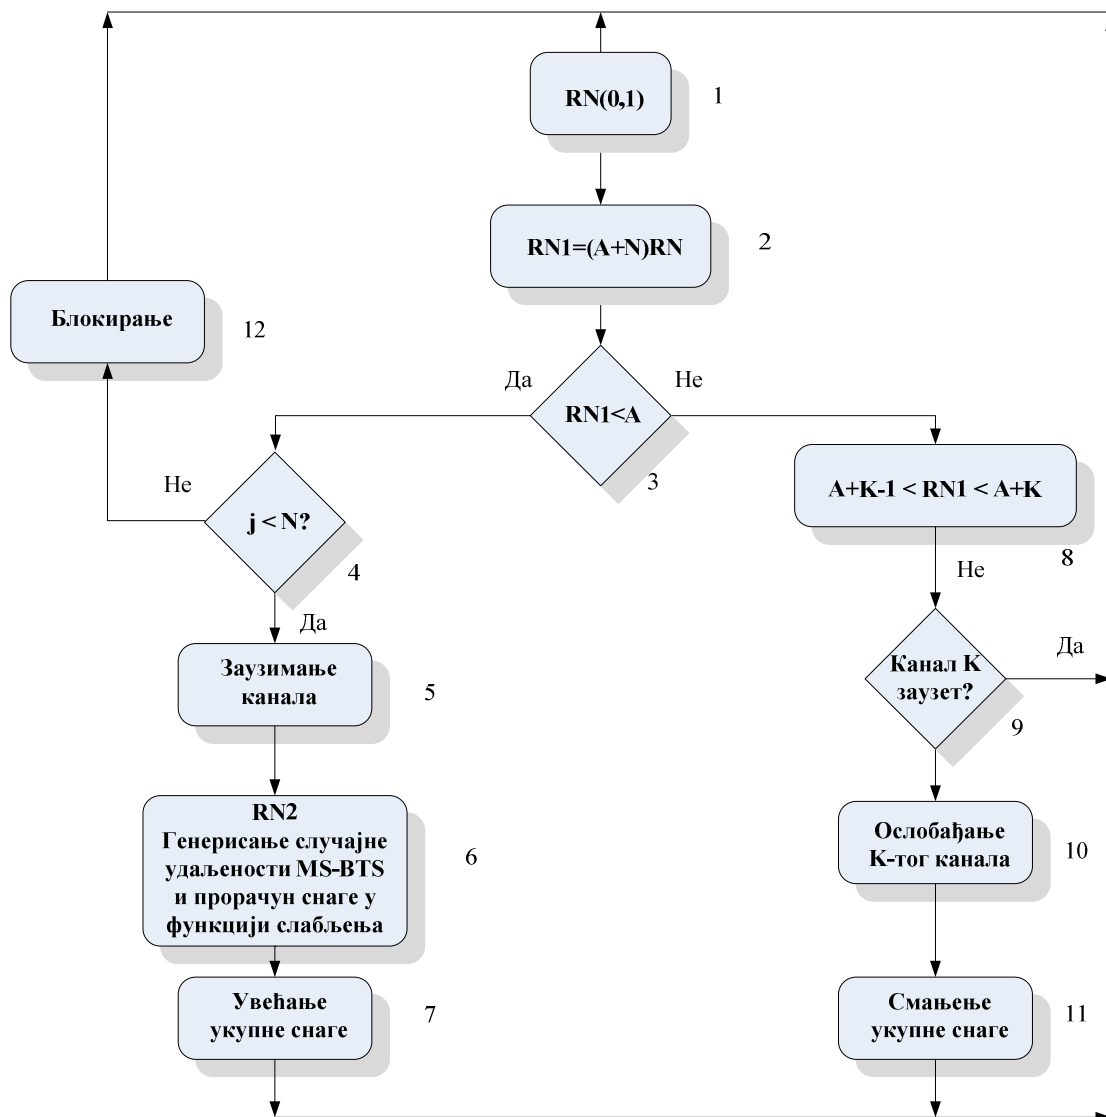 RN(0,1)
1
RN1=(A+N)RN
2
Блокирање
12
Да
Не
RN1<A
3
A+K-1 < RN1 < A+K
8
Не
j < N?
4
Не
Да
Канал К
заузет?
Да
9
Заузимање
канала
5
RN2
Генерисање случајне
удаљености MS-BTS
и прорачун снаге у
функцији слабљења
6
Ослобађање
К-тог канала
10
Увећање
укупне снаге
7
Смањење
укупне снаге
11